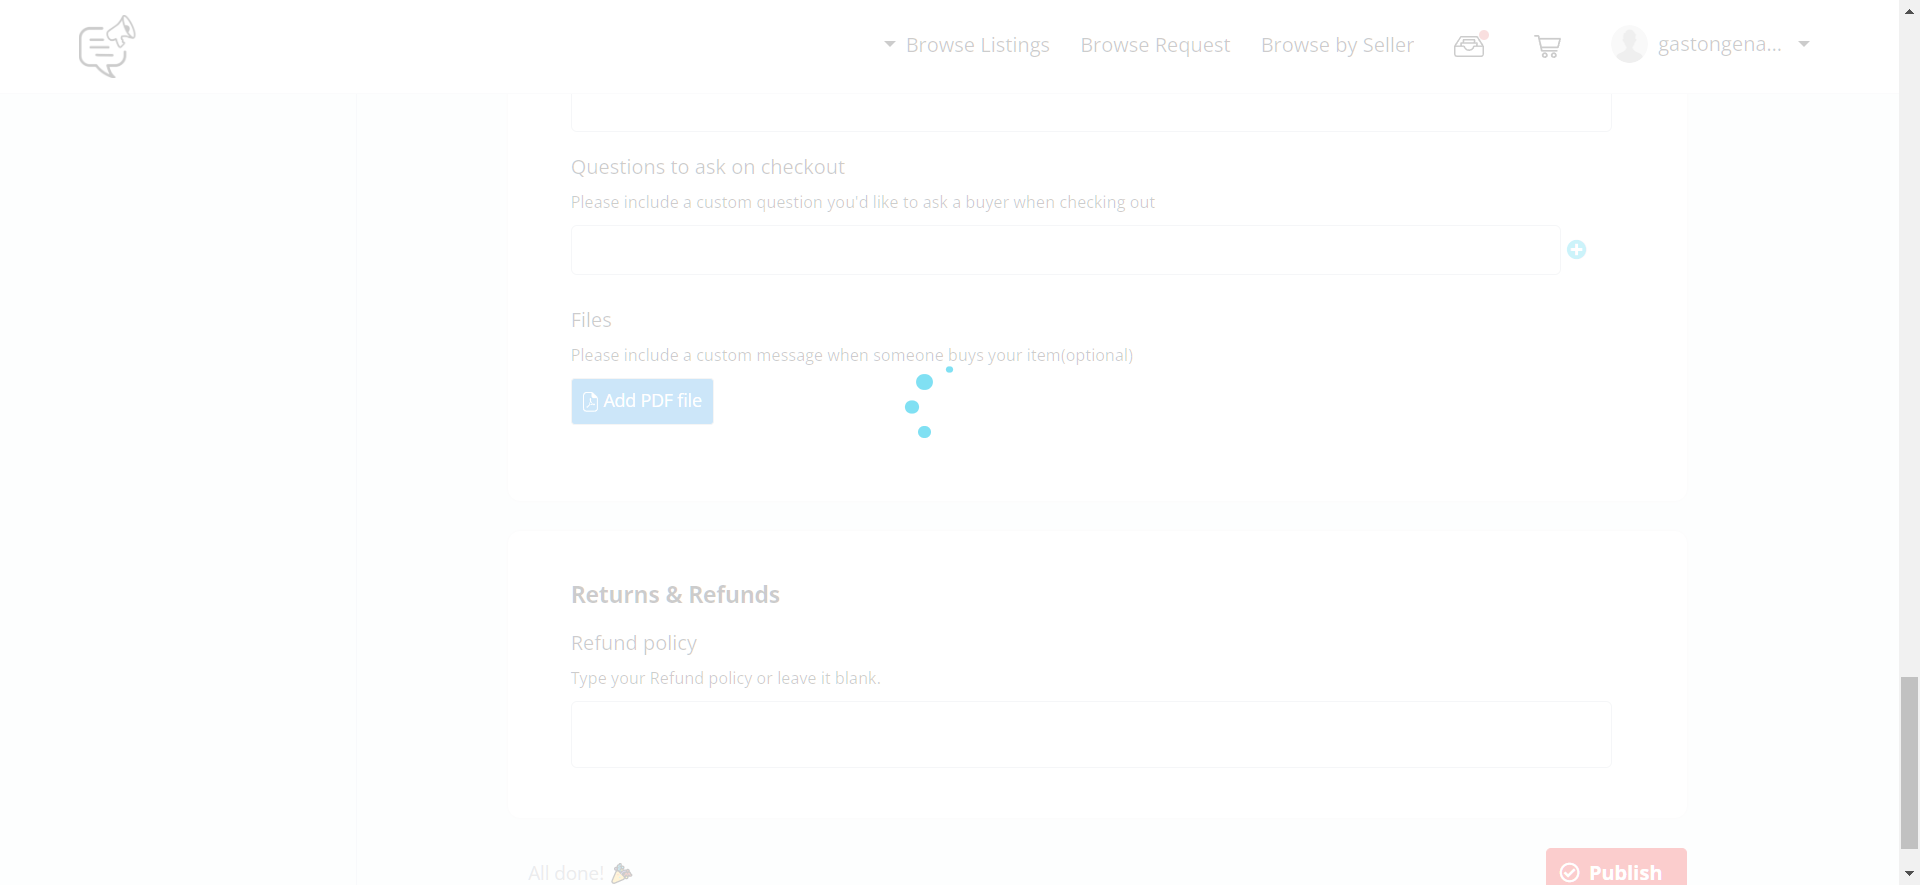 Browse Listings Browse Request Browse by Seller gastongena...
Questions to ask on checkout
Please include a custom question you'd like to ask a buyer when checking out
Files
Please include a custom message when someone buys your item(optional)
Add PDF file
Returns & Refunds
Refund policy
Type your Refund policy or leave it blank.
All done!
Publish